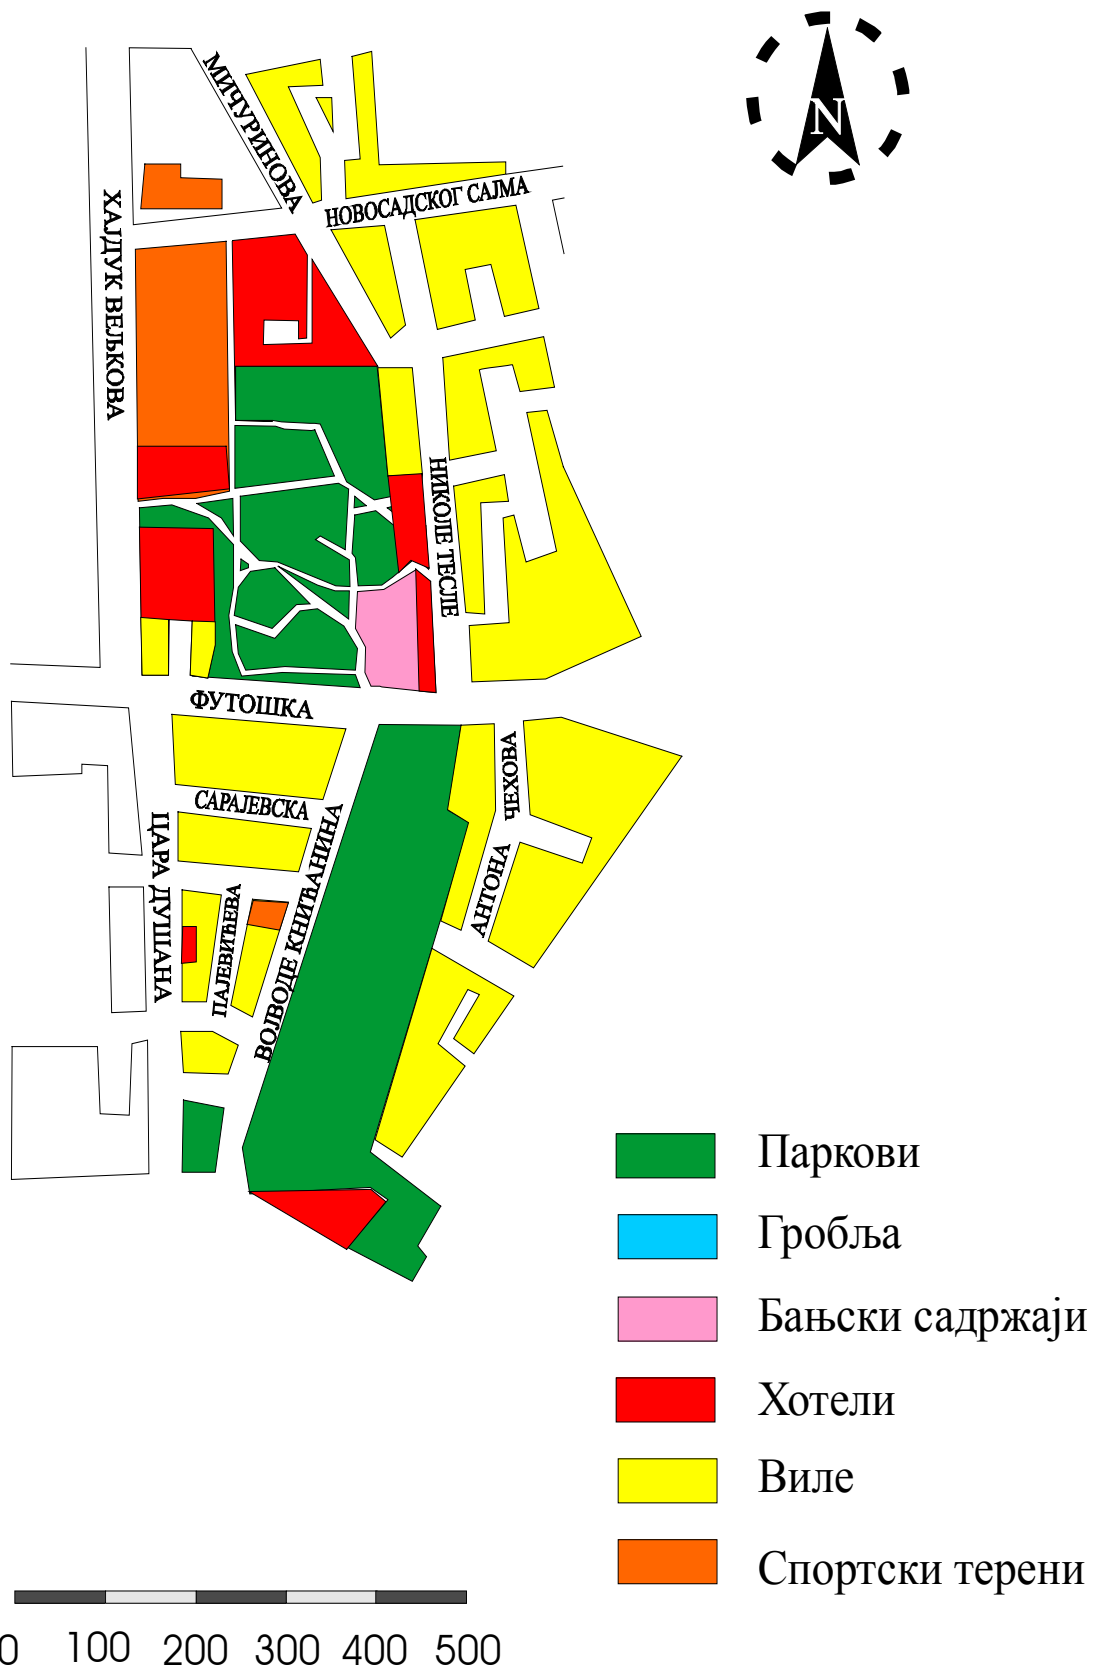 N
МИЧУРИНОВА
НОВОСАДСКОГ САЈМА
ХАЈДУК ВЕЉКОВА
НИКОЛЕ ТЕСЛЕ
ФУТОШКА
ЧЕХОВА
АНТОНА
САРАЈЕВСКА
ЦАРА ДУШАНА
ПАЈЕВИЋЕВА
ВОЈВОДЕ КНИЋАНИНА
Паркови
Гробља
Бањски садржаји
Хотели
Виле
Спортски терени
0 100 200 300 400 500